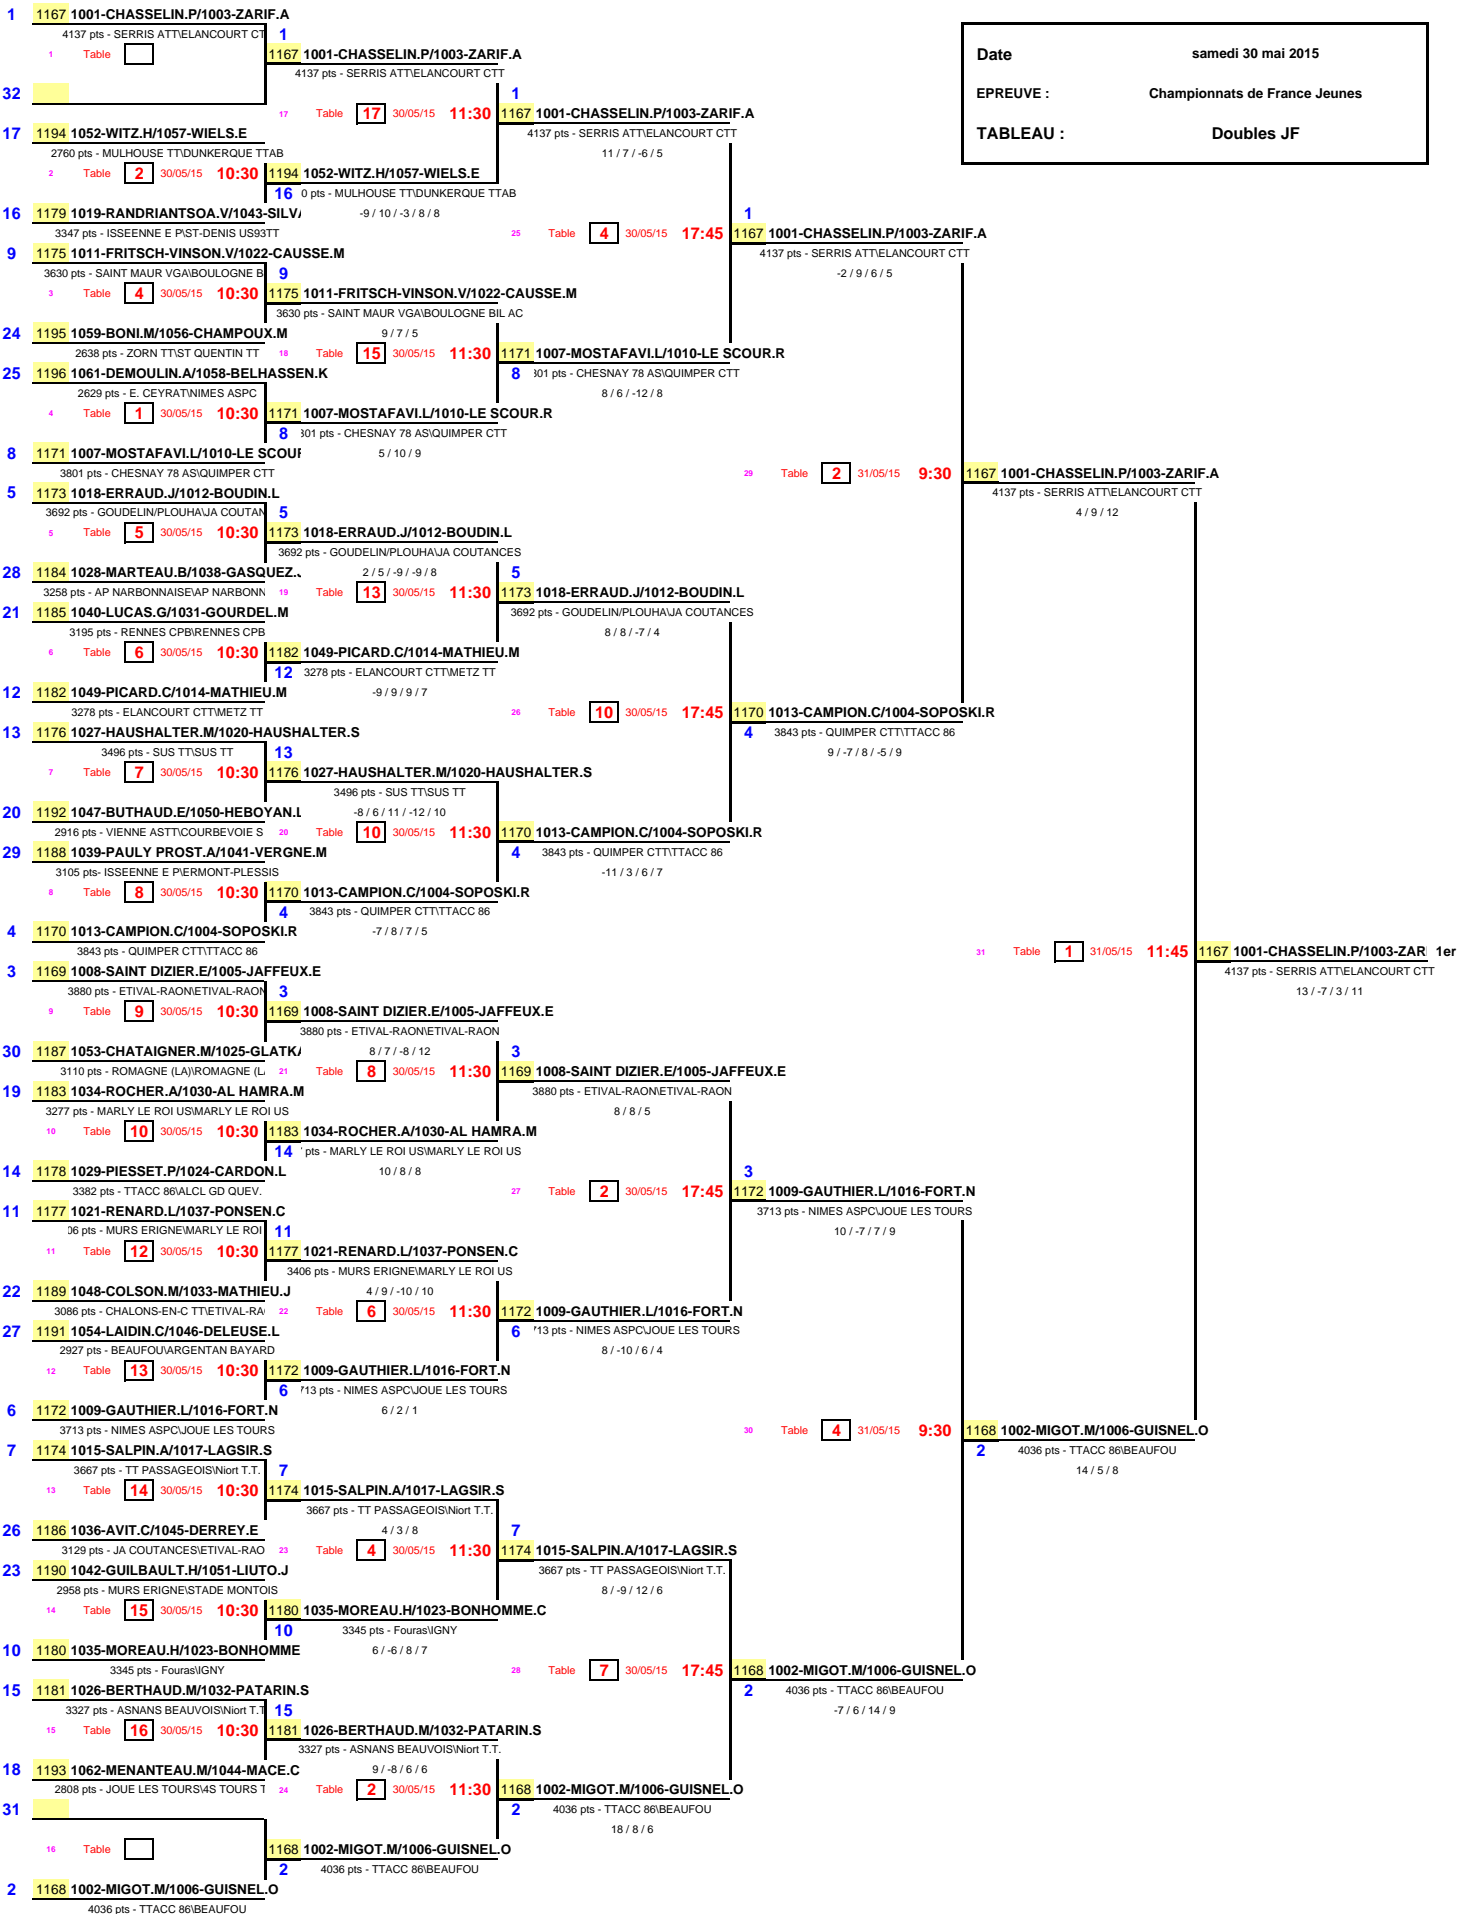 Date samedi 30 mai 2015
EPREUVE : Championnats de France Jeunes
TABLEAU : Doubles JF
1 1167 1001-CHASSELIN.P/1003-ZARIF.A
4137 pts - SERRIS ATT\ELANCOURT CT
1 Table
32
17 1194 1052-WITZ.H/1057-WIELS.E
2760 pts - MULHOUSE TT\DUNKERQUE TTAB
2 Table 2 30/05/15 10:30
16 1179 1019-RANDRIANTSOA.V/1043-SILV
3347 pts - ISSEENNE E P\ST-DENIS US93TT
9 1175 1011-FRITSCH-VINSON.V/1022-CAUSSE.M
3630 pts - SAINT MAUR VGA\BOULOGNE B
3 Table 4 30/05/15 10:30
24 1195 1059-BONI.M/1056-CHAMPOUX.M
2638 pts - ZORN TT\ST QUENTIN TT
25 1196 1061-DEMOULIN.A/1058-BELHASSEN.K
2629 pts - E. CEYRAT\NIMES ASPC
4 Table 1 30/05/15 10:30
8 1171 1007-MOSTAFAVI.L/1010-LE SCOUR
3801 pts - CHESNAY 78 AS\QUIMPER CTT
5 1173 1018-ERRAUD.J/1012-BOUDIN.L
3692 pts - GOUDELIN/PLOUHA\JA COUTAN
5 Table 5 30/05/15 10:30
28 1184 1028-MARTEAU.B/1038-GASQUEZ.
3258 pts - AP NARBONNAISE\AP NARBONN
21 1185 1040-LUCAS.G/1031-GOURDEL.M
3195 pts - RENNES CPB\RENNES CPB
6 Table 6 30/05/15 10:30
12 1182 1049-PICARD.C/1014-MATHIEU.M
3278 pts - ELANCOURT CTT\METZ TT
13 1176 1027-HAUSHALTER.M/1020-HAUSHALTER.S
3496 pts - SUS TT\SUS TT
7 Table 7 30/05/15 10:30
20 1192 1047-BUTHAUD.E/1050-HEBOYAN.L
2916 pts - VIENNE ASTT\COURBEVOIE S
29 1188 1039-PAULY PROST.A/1041-VERGNE.M
3105 pts- ISSEENNE E P\ERMONT-PLESSIS
8 Table 8 30/05/15 10:30
4 1170 1013-CAMPION.C/1004-SOPOSKI.R
3843 pts - QUIMPER CTT\TTACC 86
3 1169 1008-SAINT DIZIER.E/1005-JAFFEUX.E
3880 pts - ETIVAL-RAON\ETIVAL-RAON
9 Table 9 30/05/15 10:30
30 1187 1053-CHATAIGNER.M/1025-GLATK
3110 pts - ROMAGNE (LA)\ROMAGNE (L
19 1183 1034-ROCHER.A/1030-AL HAMRA.M
3277 pts - MARLY LE ROI US\MARLY LE ROI US
10 Table 10 30/05/15 10:30
14 1178 1029-PIESSET.P/1024-CARDON.L
3382 pts - TTACC 86\ALCL GD QUEV.
11 1177 1021-RENARD.L/1037-PONSEN.C
06 pts - MURS ERIGNE\MARLY LE ROI
11 Table 12 30/05/15 10:30
22 1189 1048-COLSON.M/1033-MATHIEU.J
3086 pts - CHALONS-EN-C TT\ETIVAL-RA
27 1191 1054-LAIDIN.C/1046-DELEUSE.L
2927 pts - BEAUFOU\ARGENTAN BAYARD
12 Table 13 30/05/15 10:30
6 1172 1009-GAUTHIER.L/1016-FORT.N
3713 pts - NIMES ASPC\JOUE LES TOURS
7 1174 1015-SALPIN.A/1017-LAGSIR.S
3667 pts - TT PASSAGEOIS\Niort T.T.
13 Table 14 30/05/15 10:30
26 1186 1036-AVIT.C/1045-DERREY.E
3129 pts - JA COUTANCES\ETIVAL-RAO
23 1190 1042-GUILBAULT.H/1051-LIUTO.J
2958 pts - MURS ERIGNE\STADE MONTOIS
14 Table 15 30/05/15 10:30
10 1180 1035-MOREAU.H/1023-BONHOMME
3345 pts - Fouras\IGNY
15 1181 1026-BERTHAUD.M/1032-PATARIN.S
3327 pts - ASNANS BEAUVOIS\Niort T.T
15 Table 16 30/05/15 10:30
18 1193 1062-MENANTEAU.M/1044-MACE.C
2808 pts - JOUE LES TOURS\4S TOURS T
31
16 Table
2 1168 1002-MIGOT.M/1006-GUISNEL.O
4036 pts - TTACC 86\BEAUFOU
1
1167 1001-CHASSELIN.P/1003-ZARIF.A
4137 pts - SERRIS ATT\ELANCOURT CTT
17 Table 17 30/05/15 11:30
1194 1052-WITZ.H/1057-WIELS.E
16 0 pts - MULHOUSE TT\DUNKERQUE TTAB
-9 / 10 / -3 / 8 / 8
9
1175 1011-FRITSCH-VINSON.V/1022-CAUSSE.M
3630 pts - SAINT MAUR VGA\BOULOGNE BIL AC
9 / 7 / 5
18 Table 15 30/05/15 11:30
1171 1007-MOSTAFAVI.L/1010-LE SCOUR.R
8 801 pts - CHESNAY 78 AS\QUIMPER CTT
5 / 10 / 9
5
1173 1018-ERRAUD.J/1012-BOUDIN.L
3692 pts - GOUDELIN/PLOUHA\JA COUTANCES
2 / 5 / -9 / -9 / 8
19 Table 13 30/05/15 11:30
1182 1049-PICARD.C/1014-MATHIEU.M
12 3278 pts - ELANCOURT CTT\METZ TT
-9 / 9 / 9 / 7
13
1176 1027-HAUSHALTER.M/1020-HAUSHALTER.S
3496 pts - SUS TT\SUS TT
-8 / 6 / 11 / -12 / 10
20 Table 10 30/05/15 11:30
1170 1013-CAMPION.C/1004-SOPOSKI.R
4 3843 pts - QUIMPER CTT\TTACC 86
-7 / 8 / 7 / 5
3
1169 1008-SAINT DIZIER.E/1005-JAFFEUX.E
3880 pts - ETIVAL-RAON\ETIVAL-RAON
8 / 7 / -8 / 12
21 Table 8 30/05/15 11:30
1183 1034-ROCHER.A/1030-AL HAMRA.M
14 pts - MARLY LE ROI US\MARLY LE ROI US
10 / 8 / 8
11
1177 1021-RENARD.L/1037-PONSEN.C
3406 pts - MURS ERIGNE\MARLY LE ROI US
4 / 9 / -10 / 10
22 Table 6 30/05/15 11:30
1172 1009-GAUTHIER.L/1016-FORT.N
6 713 pts - NIMES ASPC\JOUE LES TOURS
6 / 2 / 1
7
1174 1015-SALPIN.A/1017-LAGSIR.S
3667 pts - TT PASSAGEOIS\Niort T.T.
4 / 3 / 8
23 Table 4 30/05/15 11:30
1180 1035-MOREAU.H/1023-BONHOMME.C
10 3345 pts - Fouras\IGNY
6 / -6 / 8 / 7
15
1181 1026-BERTHAUD.M/1032-PATARIN.S
3327 pts - ASNANS BEAUVOIS\Niort T.T.
9 / -8 / 6 / 6
24 Table 2 30/05/15 11:30
1168 1002-MIGOT.M/1006-GUISNEL.O
2 4036 pts - TTACC 86\BEAUFOU
1
1167 1001-CHASSELIN.P/1003-ZARIF.A
4137 pts - SERRIS ATT\ELANCOURT CTT
11 / 7 / -6 / 5
25 Table 4 30/05/15 17:45
1171 1007-MOSTAFAVI.L/1010-LE SCOUR.R
8 801 pts - CHESNAY 78 AS\QUIMPER CTT
8 / 6 / -12 / 8
5
1173 1018-ERRAUD.J/1012-BOUDIN.L
3692 pts - GOUDELIN/PLOUHA\JA COUTANCES
8 / 8 / -7 / 4
26 Table 10 30/05/15 17:45
1170 1013-CAMPION.C/1004-SOPOSKI.R
4 3843 pts - QUIMPER CTT\TTACC 86
-11 / 3 / 6 / 7
3
1169 1008-SAINT DIZIER.E/1005-JAFFEUX.E
3880 pts - ETIVAL-RAON\ETIVAL-RAON
8 / 8 / 5
27 Table 2 30/05/15 17:45
1172 1009-GAUTHIER.L/1016-FORT.N
6 713 pts - NIMES ASPC\JOUE LES TOURS
8 / -10 / 6 / 4
7
1174 1015-SALPIN.A/1017-LAGSIR.S
3667 pts - TT PASSAGEOIS\Niort T.T.
8 / -9 / 12 / 6
28 Table 7 30/05/15 17:45
1168 1002-MIGOT.M/1006-GUISNEL.O
2 4036 pts - TTACC 86\BEAUFOU
18 / 8 / 6
1
1167 1001-CHASSELIN.P/1003-ZARIF.A
4137 pts - SERRIS ATT\ELANCOURT CTT
-2 / 9 / 6 / 5
29 Table 2 31/05/15 9:30
1170 1013-CAMPION.C/1004-SOPOSKI.R
4 3843 pts - QUIMPER CTT\TTACC 86
9 / -7 / 8 / -5 / 9
3
1172 1009-GAUTHIER.L/1016-FORT.N
3713 pts - NIMES ASPC\JOUE LES TOURS
10 / -7 / 7 / 9
30 Table 4 31/05/15 9:30
1168 1002-MIGOT.M/1006-GUISNEL.O
2 4036 pts - TTACC 86\BEAUFOU
-7 / 6 / 14 / 9
1167 1001-CHASSELIN.P/1003-ZARIF.A
4137 pts - SERRIS ATT\ELANCOURT CTT
4 / 9 / 12
31 Table 1 31/05/15 11:45
1168 1002-MIGOT.M/1006-GUISNEL.O
2 4036 pts - TTACC 86\BEAUFOU
14 / 5 / 8
1167 1001-CHASSELIN.P/1003-ZAR 1er
4137 pts - SERRIS ATT\ELANCOURT CTT
13 / -7 / 3 / 11